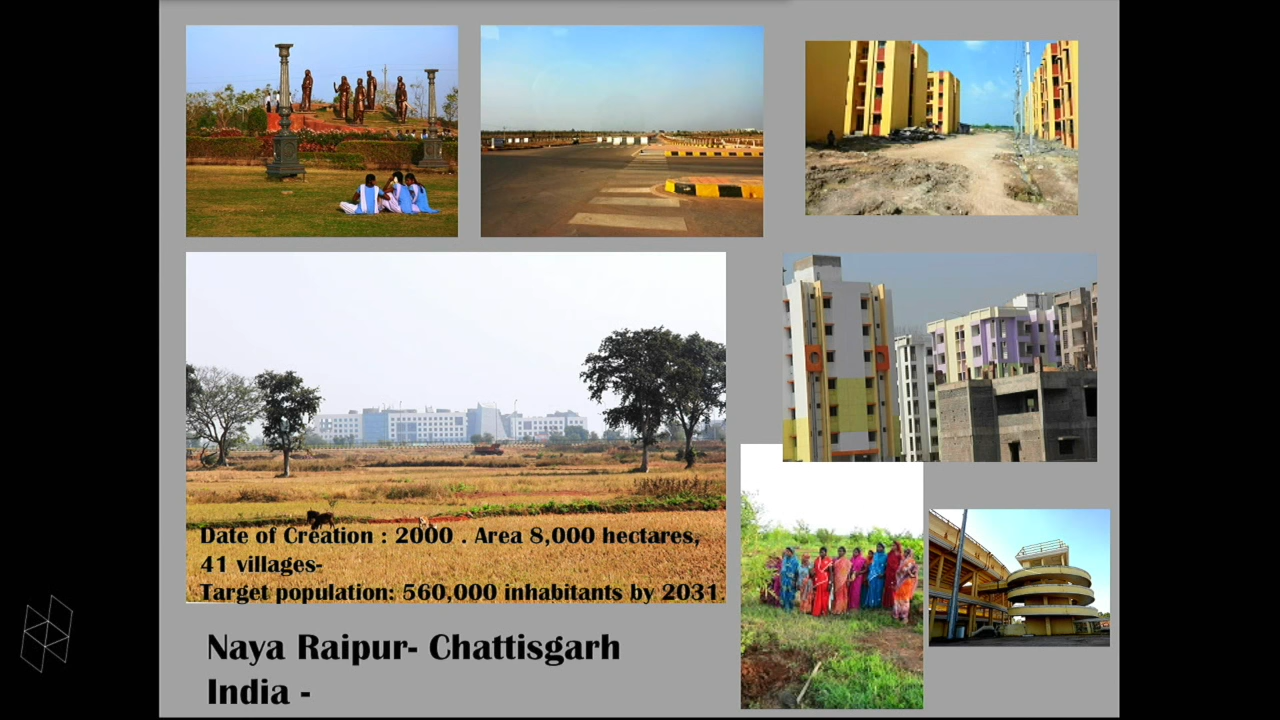 Date of Creation : 2000 . Area 8,000 hectares,
41 villages-
Target population: 560,000 inhabitants by 2031.
Naya Raipur- Chattisgarh
India -